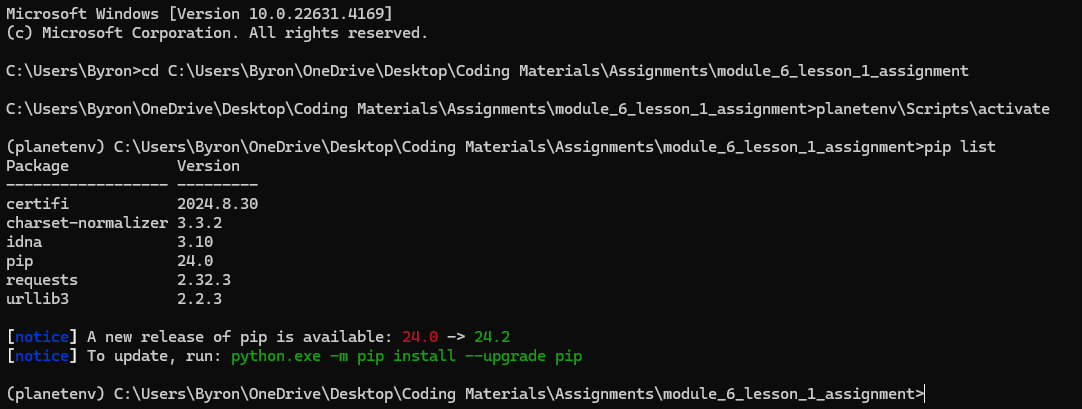 Microsoft Windows [Version 10.0.22631.4169]
(c) Microsoft Corporation. All rights reserved.
C:\Users\Byron>cd C:\Users\Byron\OneDrive\Desktop\Coding Materials\Assignments\module_6_lesson_1_assignment
C:\Users\Byron\OneDrive\Desktop\Coding Materials\Assignments\module_6_lesson_1_assignment>planetenv\Scripts\activate
(planetenv) C:\Users\Byron\OneDrive\Desktop\Coding Materials\Assignments\module_6_lesson_1_assignment>pip list
Package            Version
------------------ ---------
certifi            2024.8.30
charset-normalizer 3.3.2
idna               3.10
pip                24.0
requests           2.32.3
urllib3            2.2.3
[notice] A new release of pip is available: 24.0 -> 24.2
[notice] To update, run: python.exe -m pip install --upgrade pip
(planetenv) C:\Users\Byron\OneDrive\Desktop\Coding Materials\Assignments\module_6_lesson_1_assignment>